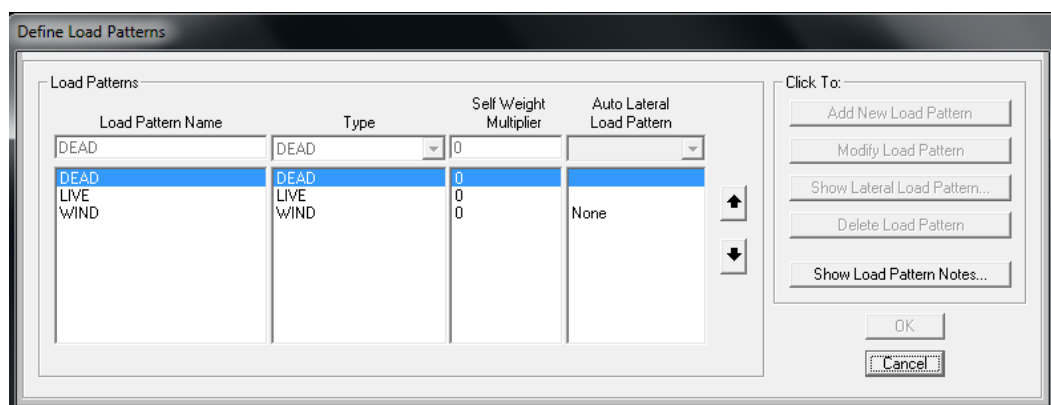 Define Load Patterns
Load Patterns
Click To:
Load Pattern Name
Type
Self Weight
Multiplier
Auto Lateral
Load Pattern
DEAD
DEAD
0
DEAD DEAD 0
LIVE LIVE 0
WIND WIND 0 None
Add New Load Pattern
Modify Load Pattern
Show Lateral Load Pattern...
Delete Load Pattern
Show Load Pattern Notes...
OK
Cancel